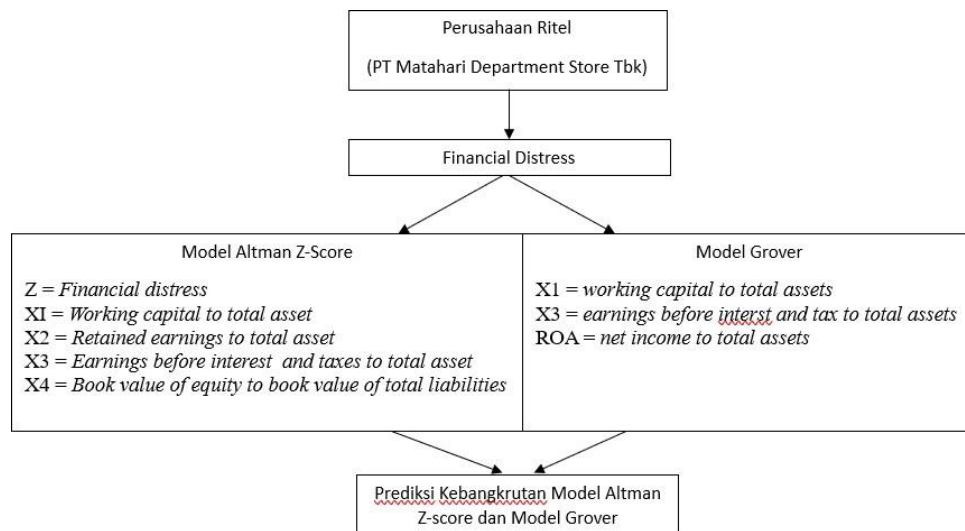 Perusahaan Ritel
(PT Matahari Department Store Tbk)
Financial Distress
Model Altman Z-Score
Z = Financial distress
XI = Working capital to total asset
X2 = Retained earnings to total asset
X3 = Earnings before interest and taxes to total asset
X4 = Book value of equity to book value of total liabilities
Model Grover
X1 = working capital to total assets
X3 = earnings before interst and tax to total assets
ROA = net income to total assets
Prediksi Kebangkrutan Model Altman
Z-score dan Model Grover